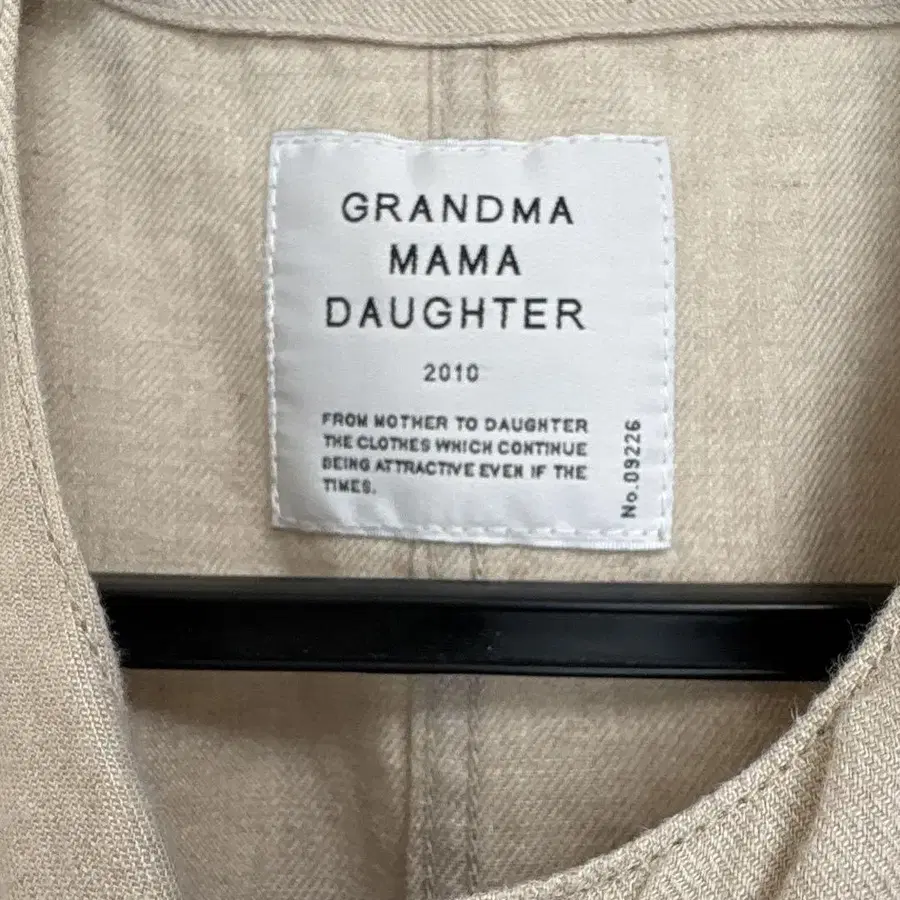 GRANDMA
MAMA
DAUGHTER
2010
FROM MOTHER TO DAUGHTER
THE CLOTHES WHICH CONTINUE
BEING ATTRACTIVE EVEN IF THE
TIMES.
No.09226